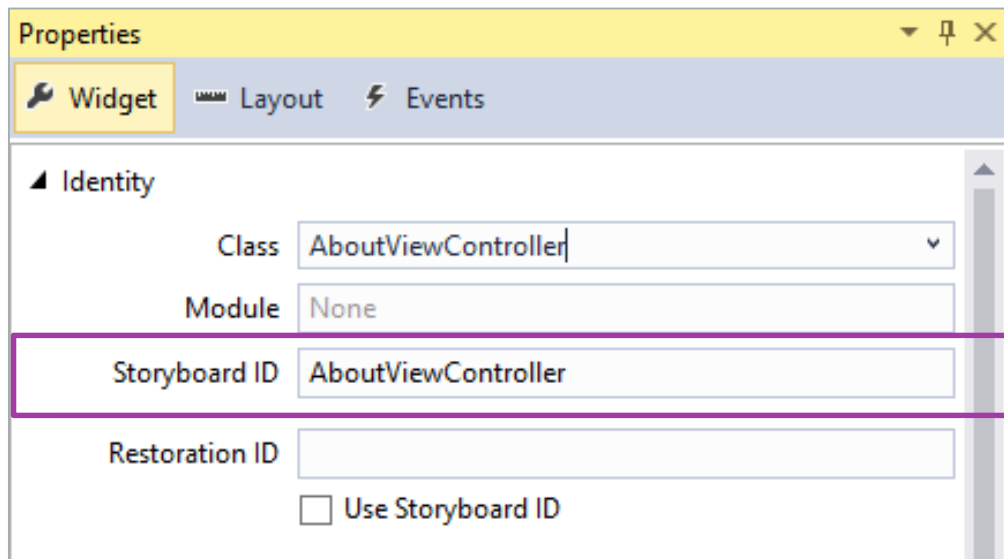 Properties
Widget Layout Events
Identity
Class AboutViewController
Module None
Storyboard ID AboutViewController
Restoration ID
Use Storyboard ID